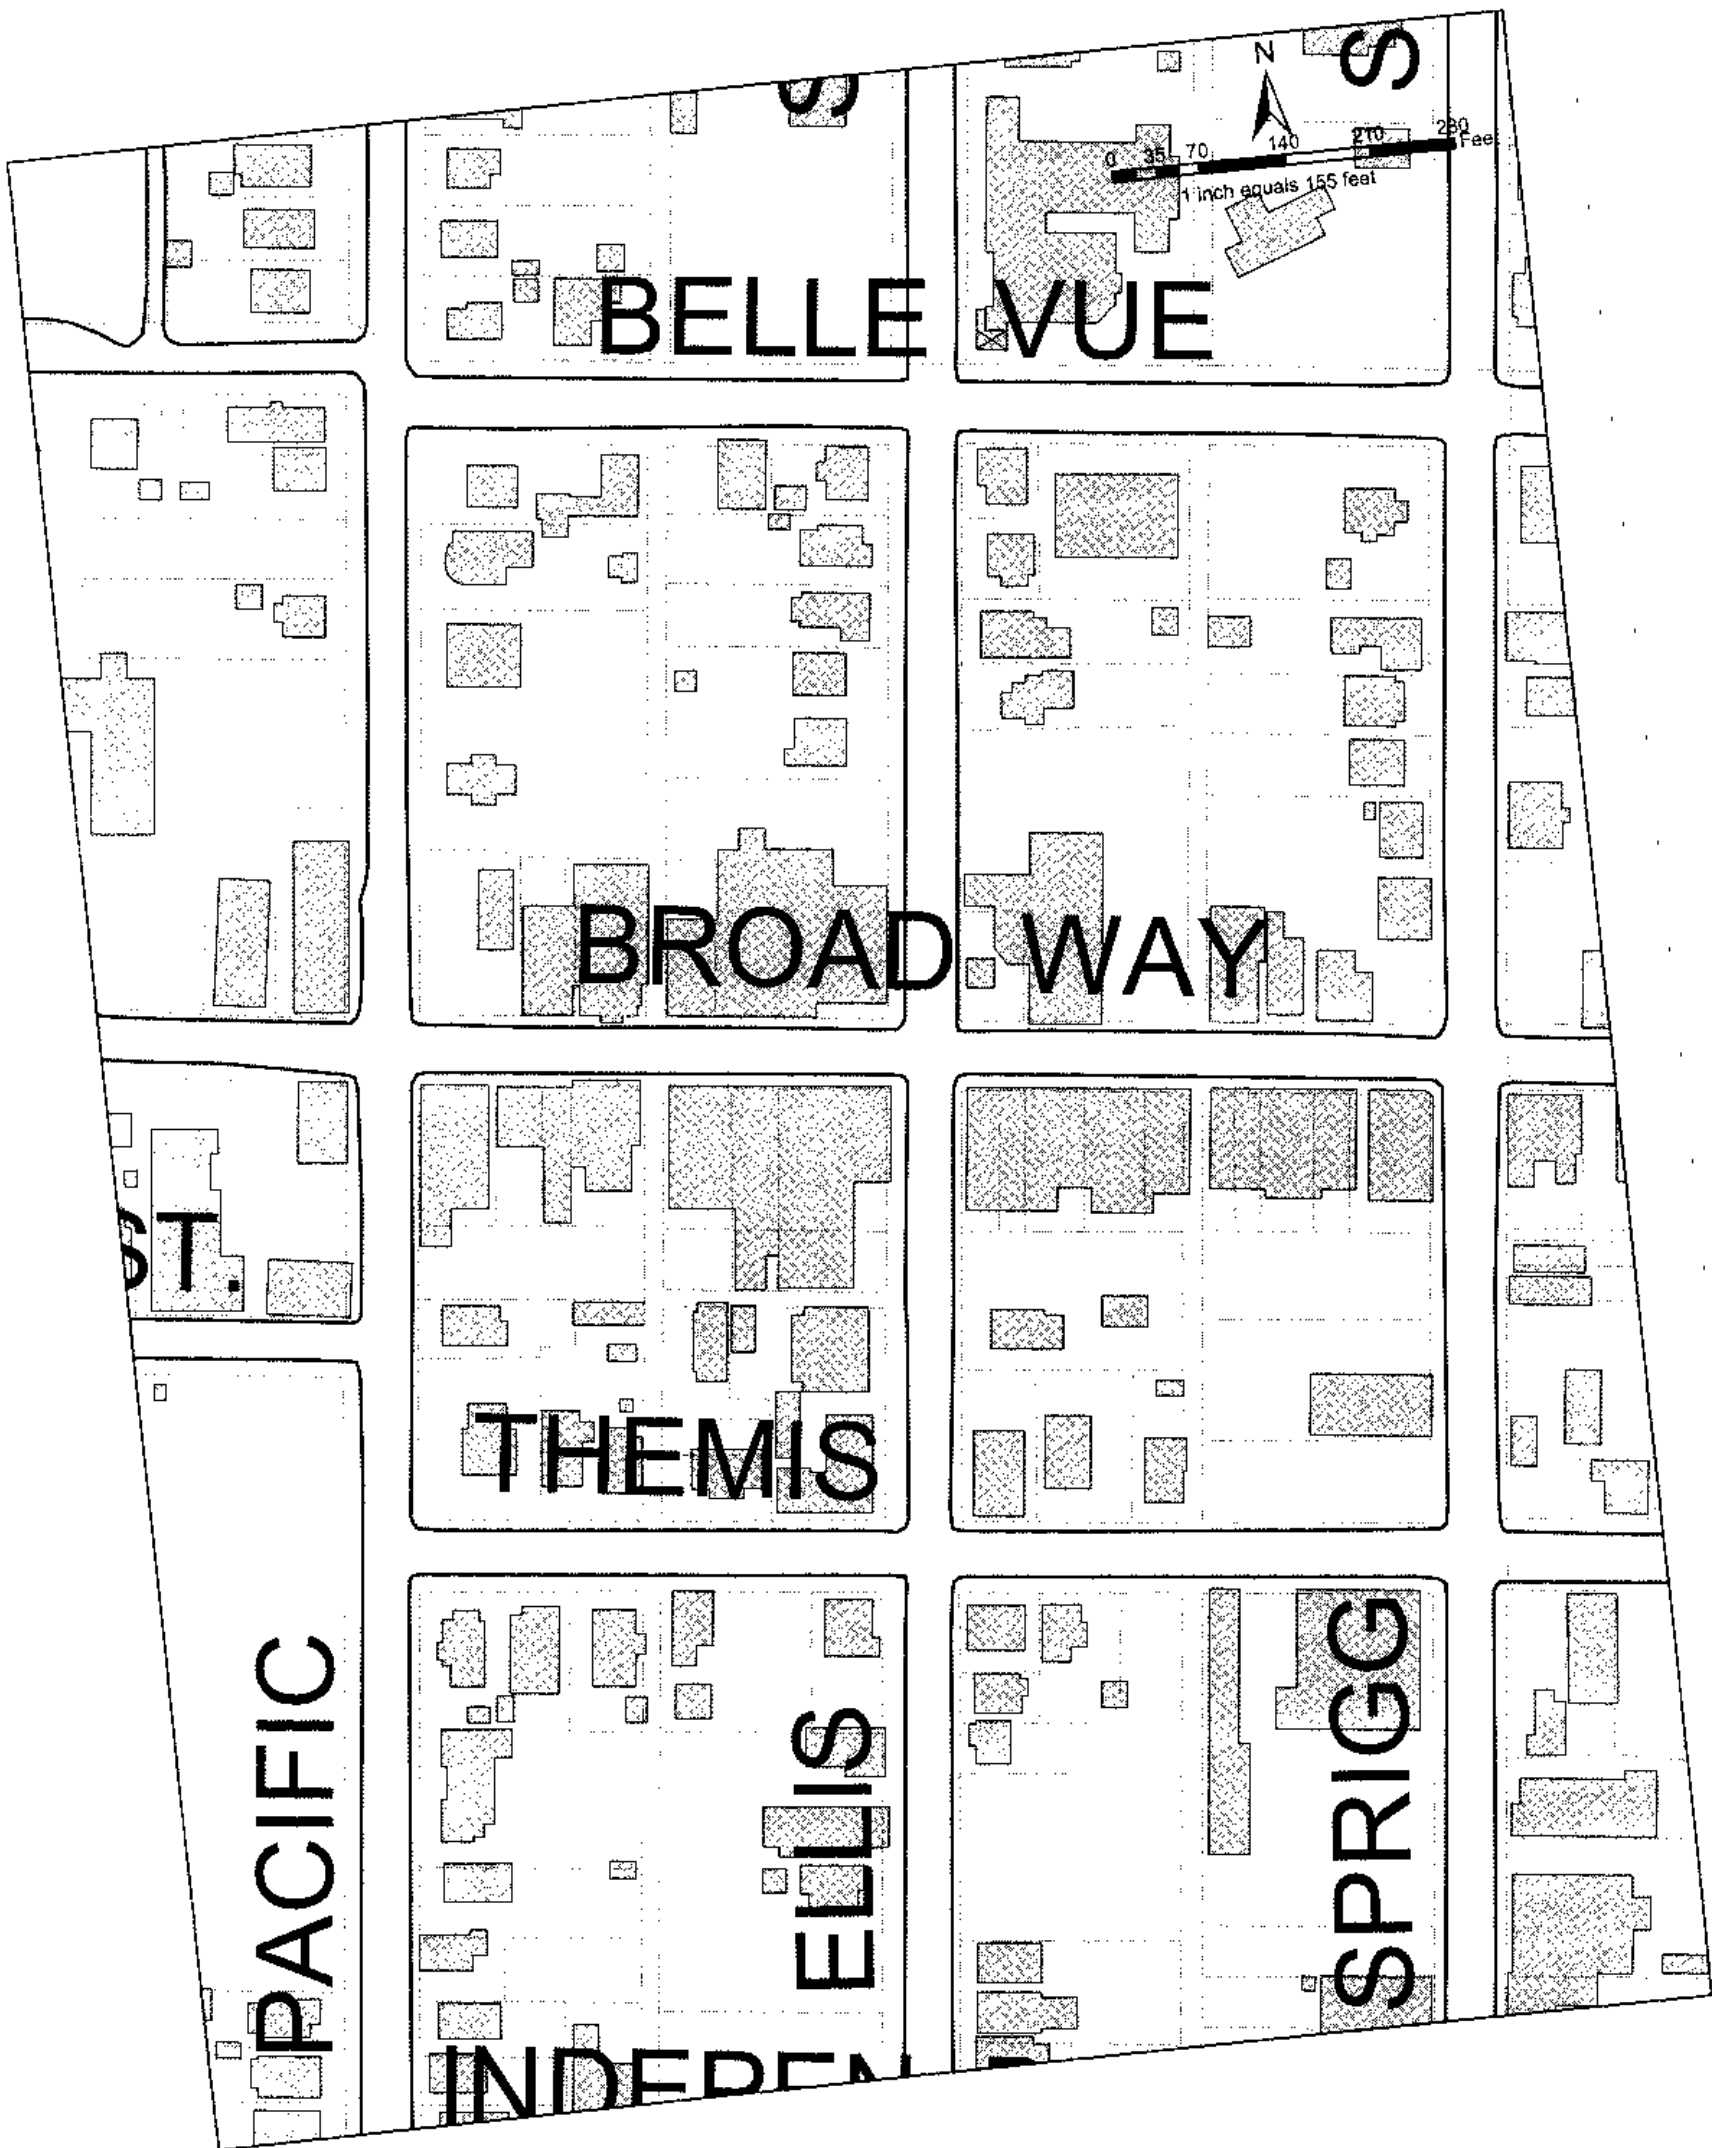 S
S
N
0 35 70 140 210 280
Feet
1 inch equals 155 feet
BELLE VUE
BROAD WAY
ST.
THEMIS
PACIFIC
ELLIS
SPRIGG
INDEPEN